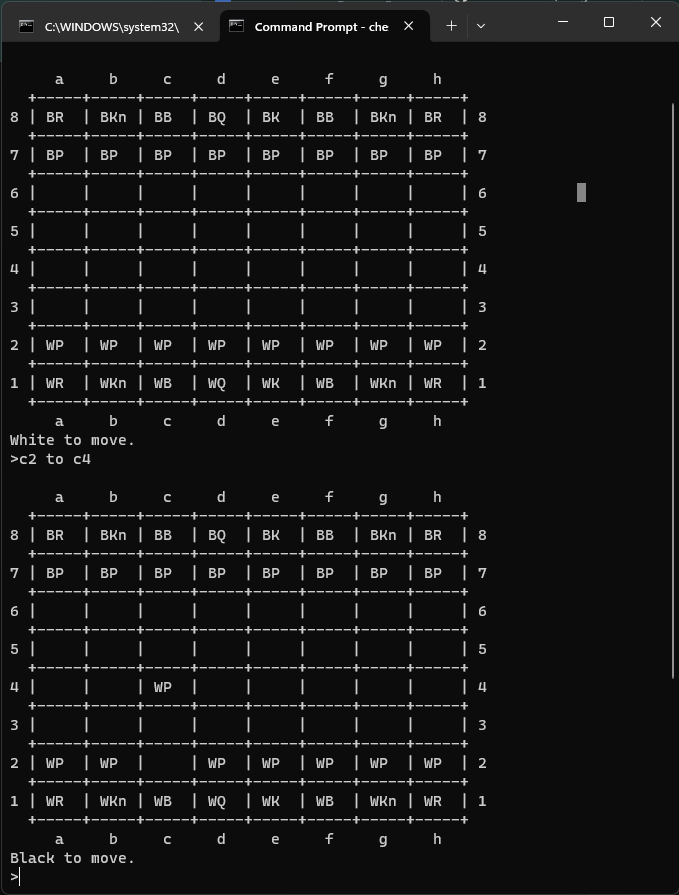 C:\WINDOWS\system32\
Command Prompt - che
    a     b     c     d     e     f     g     h
  +-----+-----+-----+-----+-----+-----+-----+-----+
8 | BR  | BKn | BB  | BQ  | BK  | BB  | BKn | BR  | 8
  +-----+-----+-----+-----+-----+-----+-----+-----+
7 | BP  | BP  | BP  | BP  | BP  | BP  | BP  | BP  | 7
  +-----+-----+-----+-----+-----+-----+-----+-----+
6 |     |     |     |     |     |     |     |     | 6
  +-----+-----+-----+-----+-----+-----+-----+-----+
5 |     |     |     |     |     |     |     |     | 5
  +-----+-----+-----+-----+-----+-----+-----+-----+
4 |     |     |     |     |     |     |     |     | 4
  +-----+-----+-----+-----+-----+-----+-----+-----+
3 |     |     |     |     |     |     |     |     | 3
  +-----+-----+-----+-----+-----+-----+-----+-----+
2 | WP  | WP  | WP  | WP  | WP  | WP  | WP  | WP  | 2
  +-----+-----+-----+-----+-----+-----+-----+-----+
1 | WR  | WKn | WB  | WQ  | WK  | WB  | WKn | WR  | 1
  +-----+-----+-----+-----+-----+-----+-----+-----+
    a     b     c     d     e     f     g     h
White to move.
>c2 to c4
    a     b     c     d     e     f     g     h
  +-----+-----+-----+-----+-----+-----+-----+-----+
8 | BR  | BKn | BB  | BQ  | BK  | BB  | BKn | BR  | 8
  +-----+-----+-----+-----+-----+-----+-----+-----+
7 | BP  | BP  | BP  | BP  | BP  | BP  | BP  | BP  | 7
  +-----+-----+-----+-----+-----+-----+-----+-----+
6 |     |     |     |     |     |     |     |     | 6
  +-----+-----+-----+-----+-----+-----+-----+-----+
5 |     |     |     |     |     |     |     |     | 5
  +-----+-----+-----+-----+-----+-----+-----+-----+
4 |     |     | WP  |     |     |     |     |     | 4
  +-----+-----+-----+-----+-----+-----+-----+-----+
3 |     |     |     |     |     |     |     |     | 3
  +-----+-----+-----+-----+-----+-----+-----+-----+
2 | WP  | WP  |     | WP  | WP  | WP  | WP  | WP  | 2
  +-----+-----+-----+-----+-----+-----+-----+-----+
1 | WR  | WKn | WB  | WQ  | WK  | WB  | WKn | WR  | 1
  +-----+-----+-----+-----+-----+-----+-----+-----+
    a     b     c     d     e     f     g     h
Black to move.
>